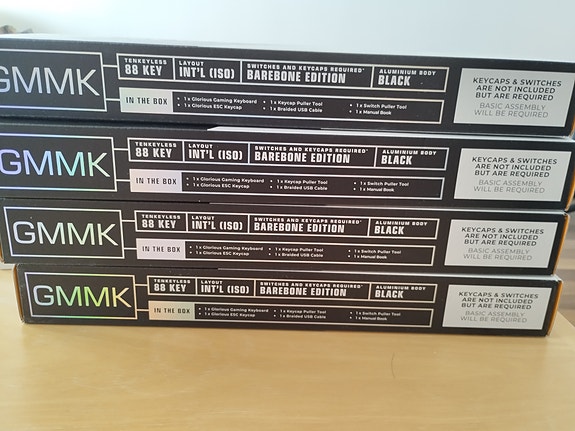 GMMK
TENKEYLESS
88 KEY
LAYOUT
INT'L (ISO)
SWITCHES AND KEYCAPS REQUIRED*
BAREBONE EDITION
ALUMINIUM BODY
BLACK
IN THE BOX
• 1 x Glorious Gaming Keyboard
• 1 x Glorious ESC Keycap
• 1 x Keycap Puller Tool
• 1 x Braided USB Cable
• 1 x Switch Puller Tool
• 1 x Manual Book
KEYCAPS & SWITCHES
ARE NOT INCLUDED
BUT ARE REQUIRED
BASIC ASSEMBLY
WILL BE REQUIRED
GMMK
TENKEYLESS
88 KEY
LAYOUT
INT'L (ISO)
SWITCHES AND KEYCAPS REQUIRED*
BAREBONE EDITION
ALUMINIUM BODY
BLACK
IN THE BOX
• 1 x Glorious Gaming Keyboard
• 1 x Glorious ESC Keycap
• 1 x Keycap Puller Tool
• 1 x Braided USB Cable
• 1 x Switch Puller Tool
• 1 x Manual Book
KEYCAPS & SWITCHES
ARE NOT INCLUDED
BUT ARE REQUIRED
BASIC ASSEMBLY
WILL BE REQUIRED
GMMK
TENKEYLESS
88 KEY
LAYOUT
INT'L (ISO)
SWITCHES AND KEYCAPS REQUIRED*
BAREBONE EDITION
ALUMINIUM BODY
BLACK
IN THE BOX
• 1 x Glorious Gaming Keyboard
• 1 x Glorious ESC Keycap
• 1 x Keycap Puller Tool
• 1 x Braided USB Cable
• 1 x Switch Puller Tool
• 1 x Manual Book
KEYCAPS & SWITCHES
ARE NOT INCLUDED
BUT ARE REQUIRED
BASIC ASSEMBLY
WILL BE REQUIRED
GMMK
TENKEYLESS
88 KEY
LAYOUT
INT'L (ISO)
SWITCHES AND KEYCAPS REQUIRED*
BAREBONE EDITION
ALUMINIUM BODY
BLACK
IN THE BOX
• 1 x Glorious Gaming Keyboard
• 1 x Glorious ESC Keycap
• 1 x Keycap Puller Tool
• 1 x Braided USB Cable
• 1 x Switch Puller Tool
• 1 x Manual Book
KEYCAPS & SWITCHES
ARE NOT INCLUDED
BUT ARE REQUIRED
BASIC ASSEMBLY
WILL BE REQUIRED